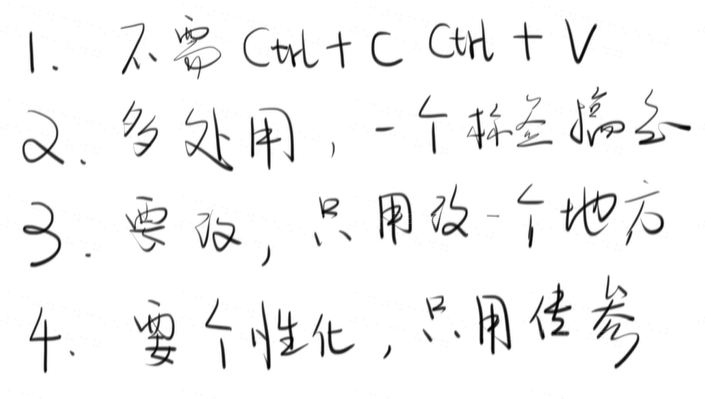 1. 不需 Ctrl + C Ctrl + V
2. 多处用,一个标签搞定
3. 要改,只用改一个地方
4. 要个性化,只用传参